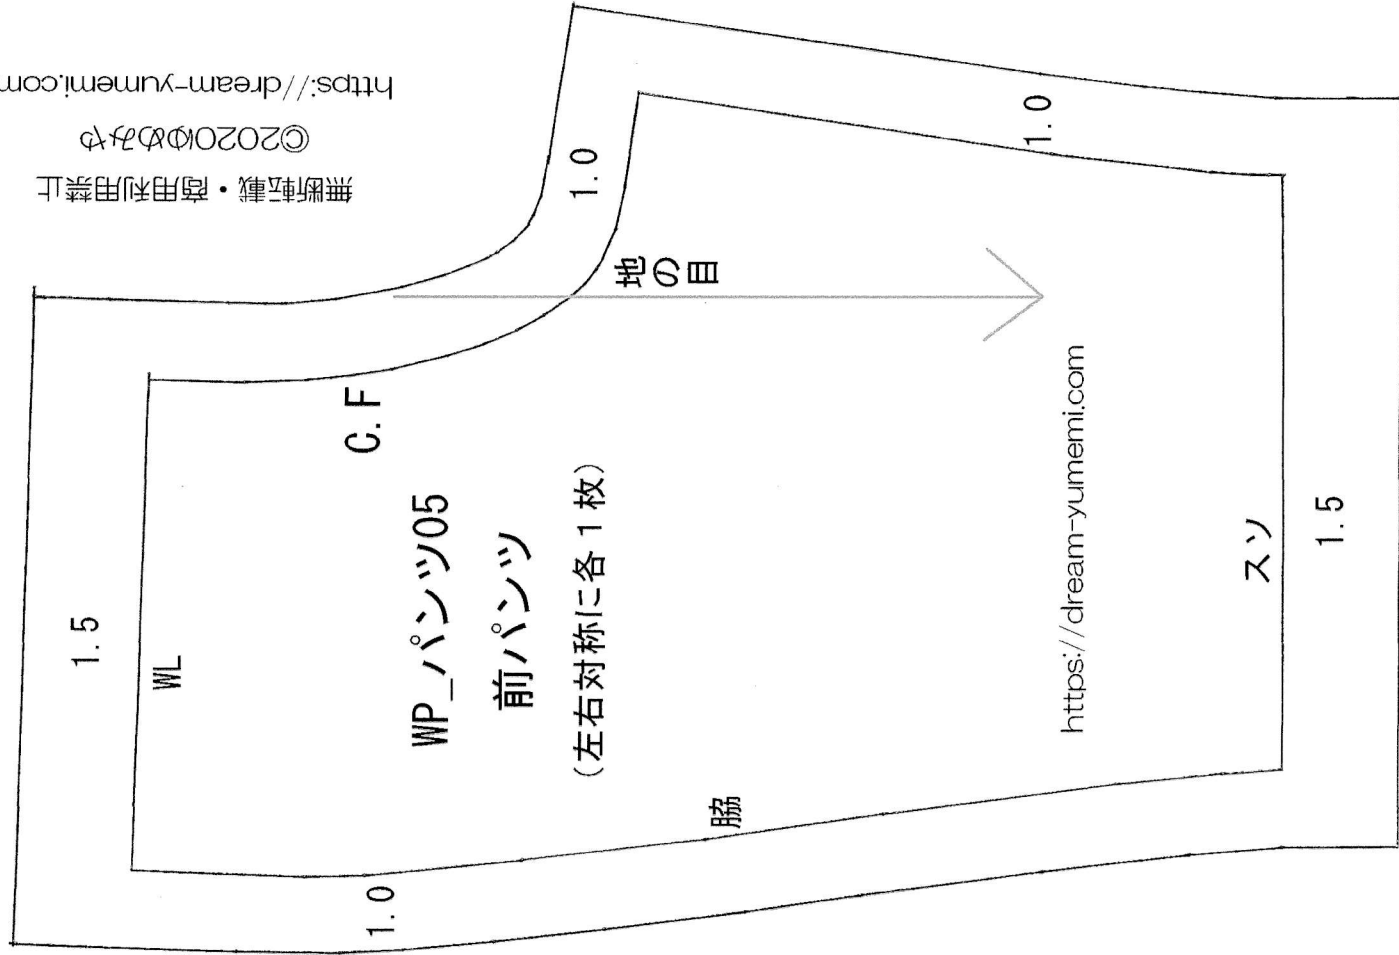 https://dream-yumemi.com
©2020ゆめみや
無断転載・商用利用禁止
1.0
1.0
地の目
C.F
1.5
WL
WP_パンツ05
前パンツ
(左右対称に各1枚)
https://dream-yumemi.com
スソ
1.5
脇
1.0